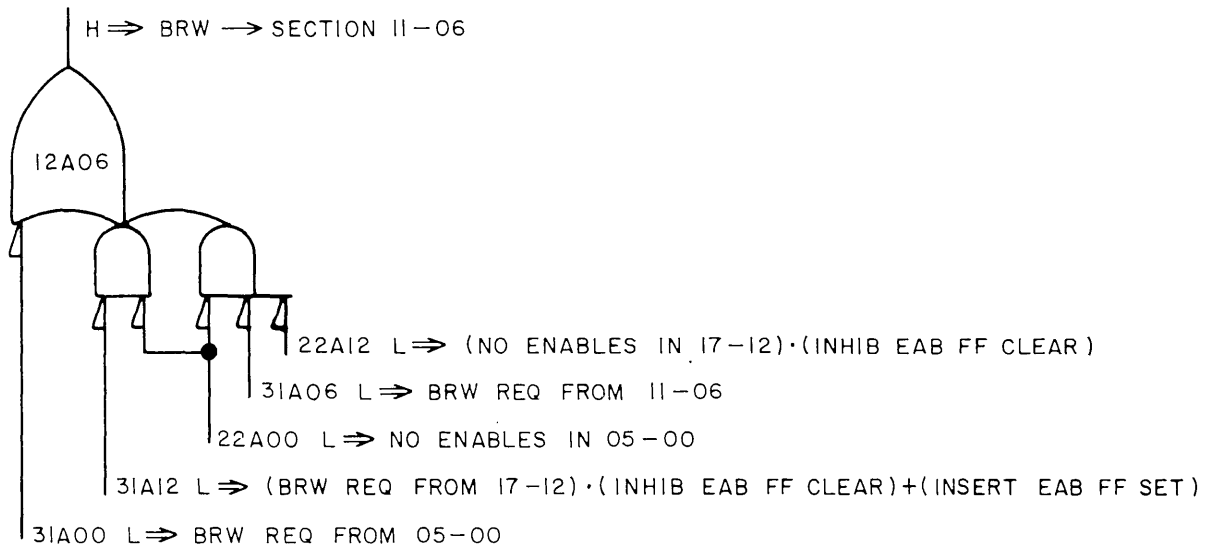 H ⇒ BRW → SECTION 11-06
12A06
22A12 L ⇒ (NO ENABLES IN 17-12)·(INHIB EAB FF CLEAR)
31A06 L ⇒ BRW REQ FROM 11-06
22A00 L ⇒ NO ENABLES IN 05-00
31A12 L ⇒ (BRW REQ FROM 17-12)·(INHIB EAB FF CLEAR)+(INSERT EAB FF SET)
31A00 L ⇒ BRW REQ FROM 05-00